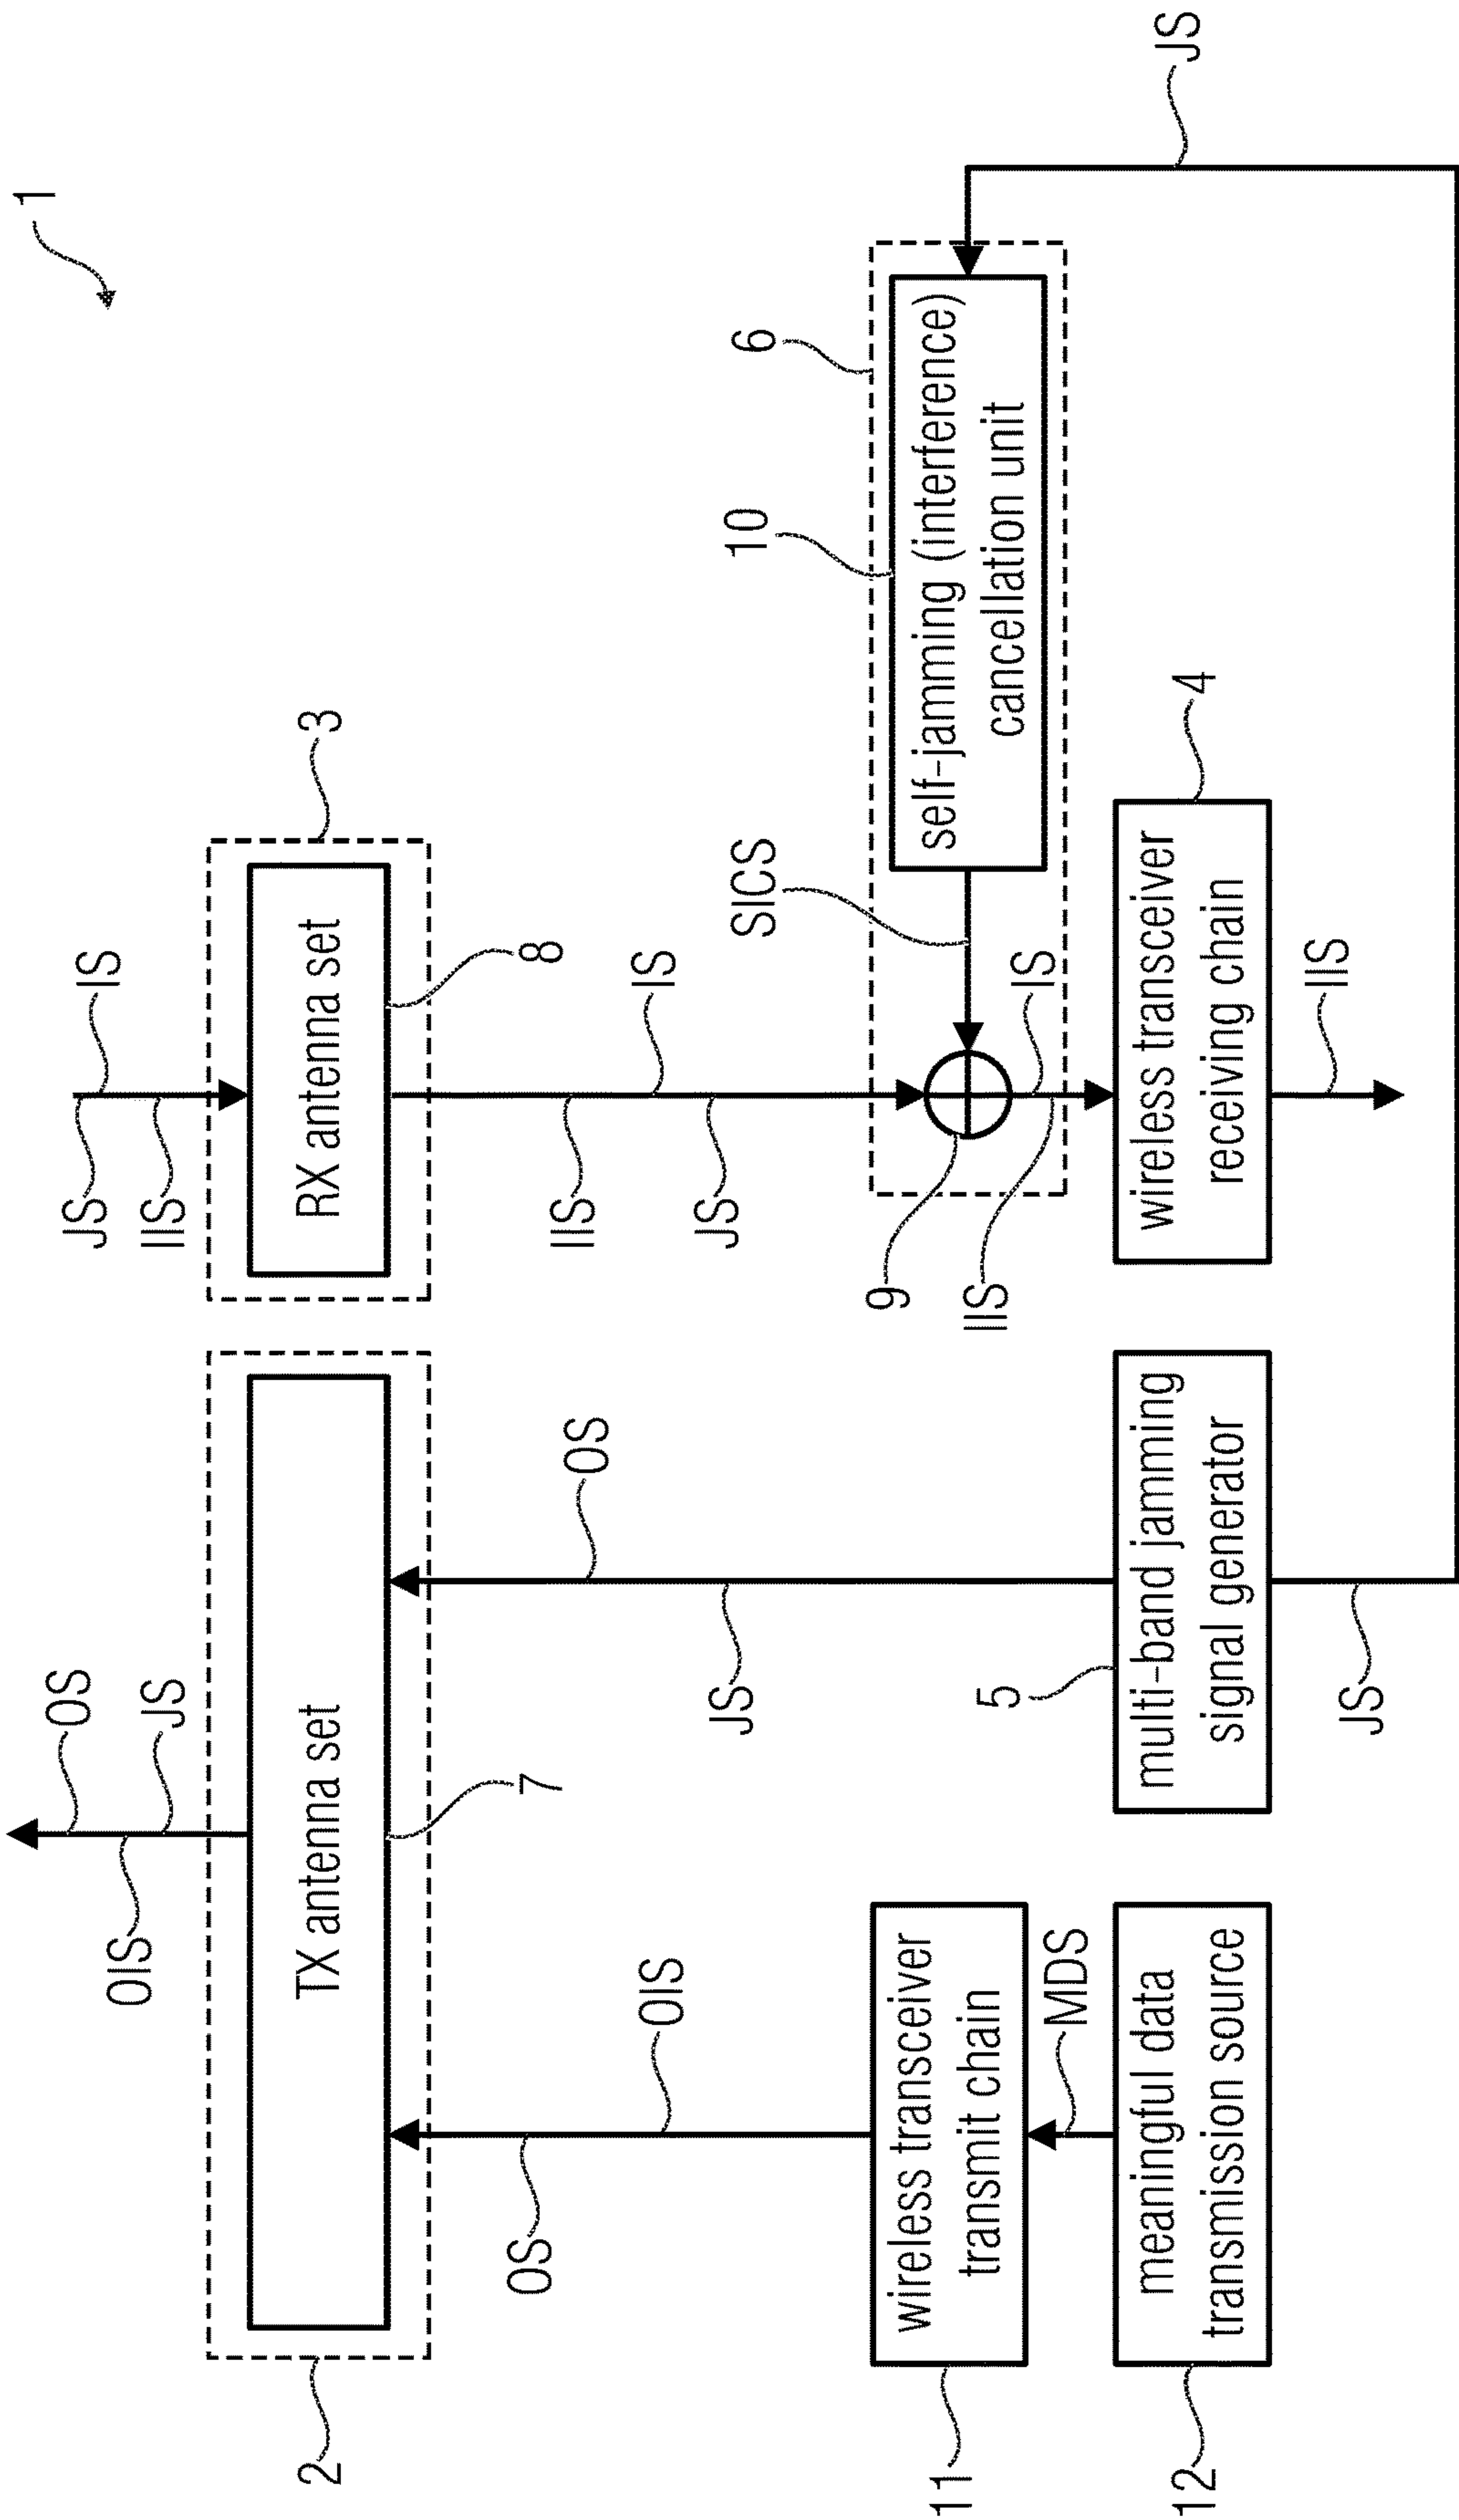 1
OS
OIS
JS
IS
JS
IIS
2
TX antenna set
7
3
RX antenna set
8
OS
OIS
OS
JS
IIS
IS
JS
SICS
10
6
11
wireless transceiver
transmit chain
9
IS
IIS
self-jamming (interference)
cancellation unit
MDS
5
4
12
meaningful data
transmission source
multi-band jamming
signal generator
wireless transceiver
receiving chain
JS
IIS
JS